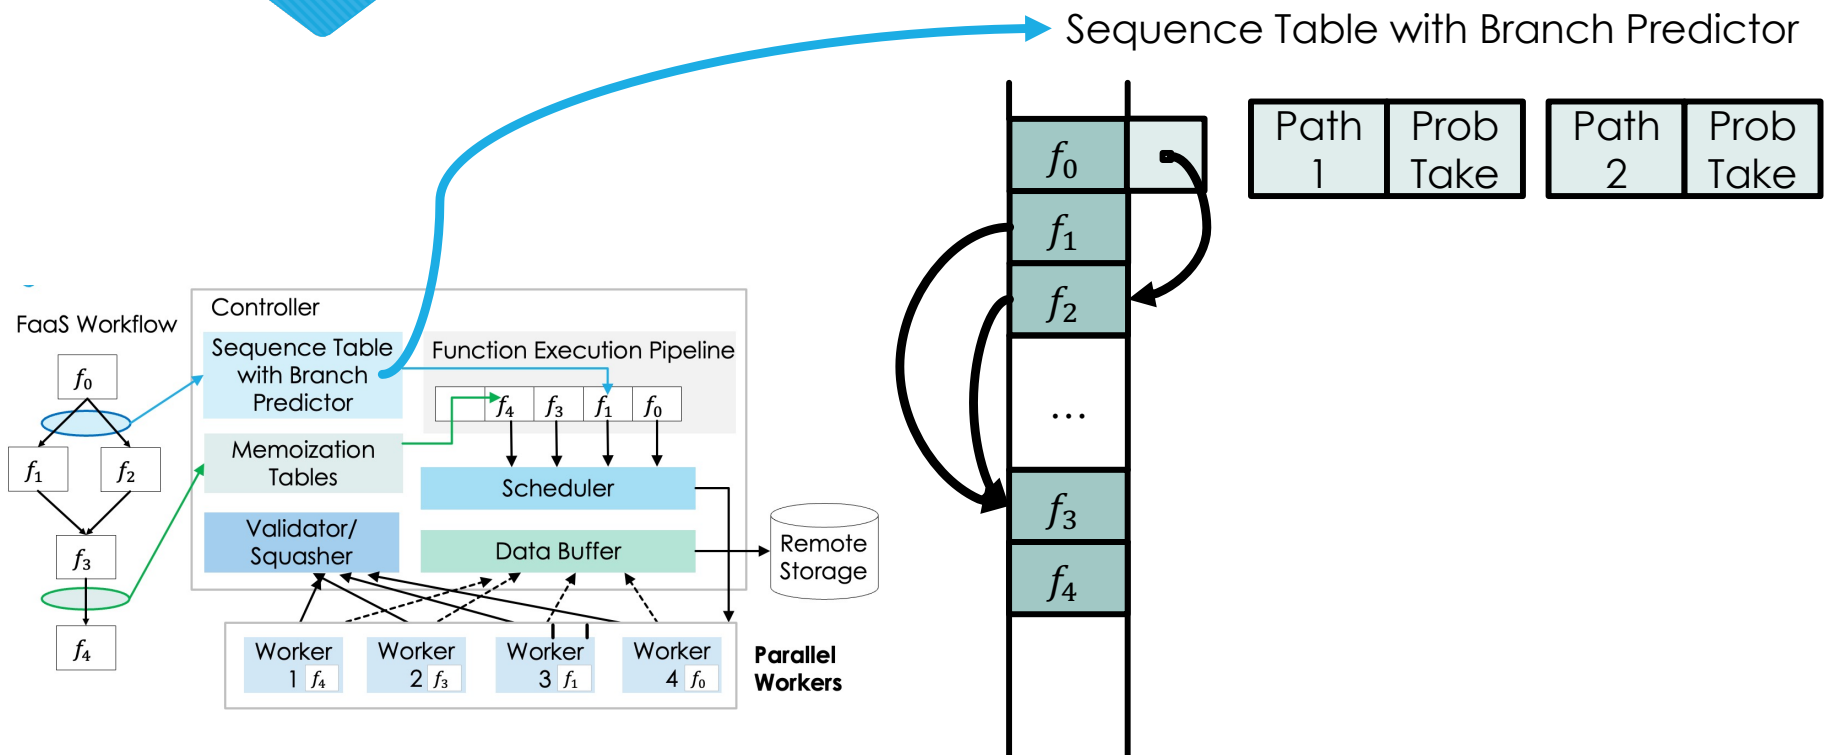 Sequence Table with Branch Predictor
Path
1
Prob
Take
Path
2
Prob
Take
f₀
f₁
f₂
...
f₃
f₄
FaaS Workflow
f₀
f₁
f₂
f₃
f₄
Controller
Sequence Table
with Branch
Predictor
Function Execution Pipeline
f₄ f₃ f₁ f₀
Memoization
Tables
Scheduler
Validator/
Squasher
Data Buffer
Remote
Storage
Worker
1 f₄
Worker
2 f₃
Worker
3 f₁
Worker
4 f₀
Parallel
Workers